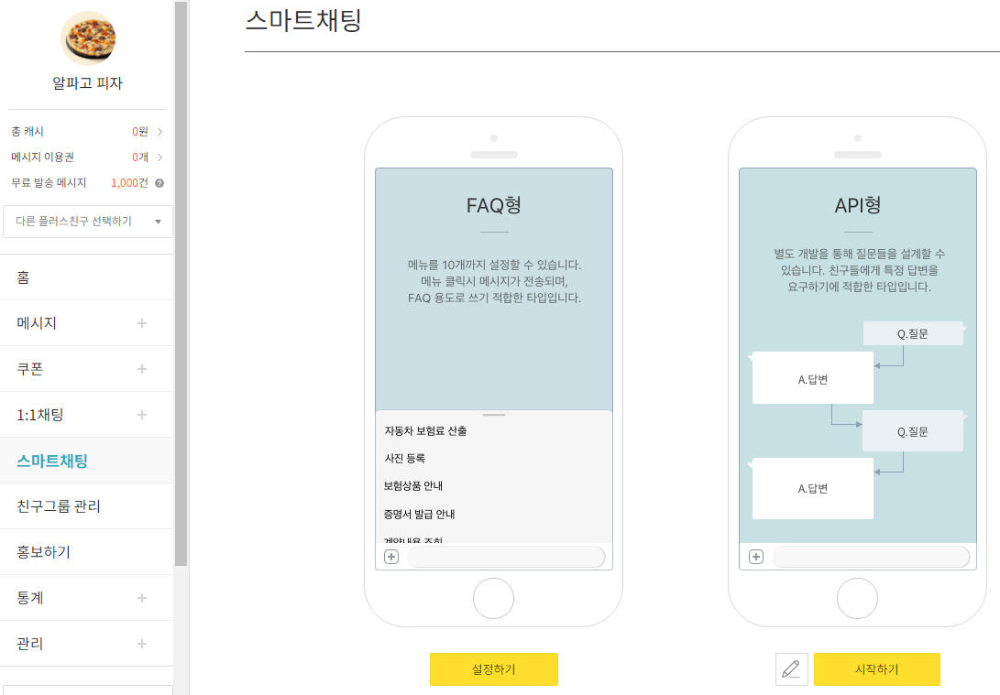 알파고 피자
총 캐시 0원
메시지 이용권 0개
무료 발송 메시지 1,000건 ?
다른 플러스친구 선택하기
홈
메시지
쿠폰
1:1채팅
스마트채팅
친구그룹 관리
홍보하기
통계
관리
스마트채팅
FAQ형
메뉴를 10개까지 설정할 수 있습니다.
메뉴 클릭시 메시지가 전송되며,
FAQ 용도로 쓰기 적합한 타입입니다.
자동차 보험료 산출
사진 등록
보험상품 안내
증명서 발급 안내
계약내용 조회
설정하기
API형
별도 개발을 통해 질문들을 설계할 수
있습니다. 친구들에게 특정 답변을
요구하기에 적합한 타입입니다.
Q.질문
A.답변
Q.질문
A.답변
시작하기